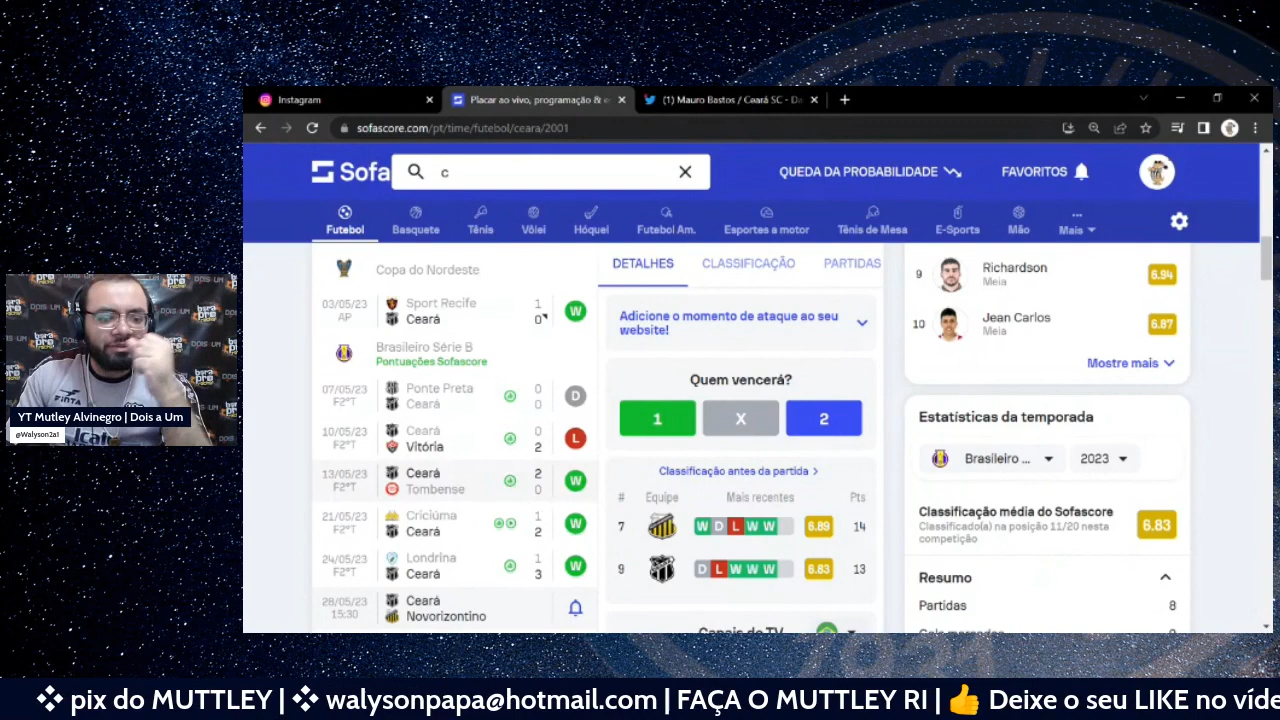 Instagram
Placar ao vivo, programação & e
(1) Mauro Bastos / Ceará SC - Da
sofascore.com/pt/time/futebol/ceara/2001
Sofa
c
QUEDA DA PROBABILIDADE
FAVORITOS
Futebol
Basquete
Tênis
Vôlei
Hóquei
Futebol Am.
Esportes a motor
Tênis de Mesa
E-Sports
Mão
Mais
Copa do Nordeste
03/05/23 Sport Recife 1
AP Ceará 0 W
Brasileiro Série B
Pontuações Sofascore
07/05/23 Ponte Preta 0
F2°T Ceará 0 D
10/05/23 Ceará 0
F2°T Vitória 2 L
13/05/23 Ceará 2
F2°T Tombense 0 W
21/05/23 Criciúma 1
F2°T Ceará 2 W
24/05/23 Londrina 1
F2°T Ceará 3 W
28/05/23 Ceará
15:30 Novorizontino
DETALHES CLASSIFICAÇÃO PARTIDAS
Adicione o momento de ataque ao seu
website!
Quem vencerá?
1 X 2
Classificação antes da partida >
# Equipe Mais recentes Pts
7 W D L W W 6.89 14
9 D L W W W 6.83 13
Canais de TV
9 Richardson 6.94
Meia
10 Jean Carlos 6.87
Meia
Mostre mais
Estatísticas da temporada
Brasileiro ... 2023
Classificação média do Sofascore
Classificado(a) na posição 11/20 nesta
competição
6.83
Resumo
Partidas 8
YT Mutley Alvinegro | Dois a Um
@Walyson2a1
❖ pix do MUTTLEY | ❖ walysonpapa@hotmail.com | FAÇA O MUTTLEY RI | 👍 Deixe o seu LIKE no víde